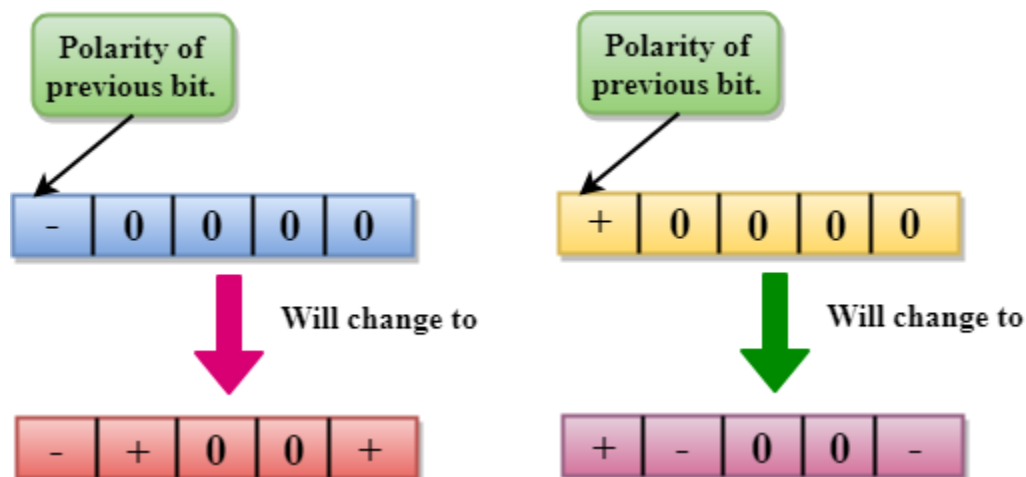 Polarity of
previous bit.
- 0 0 0 0
Will change to
- + 0 0 +
Polarity of
previous bit.
+ 0 0 0 0
Will change to
+ - 0 0 -